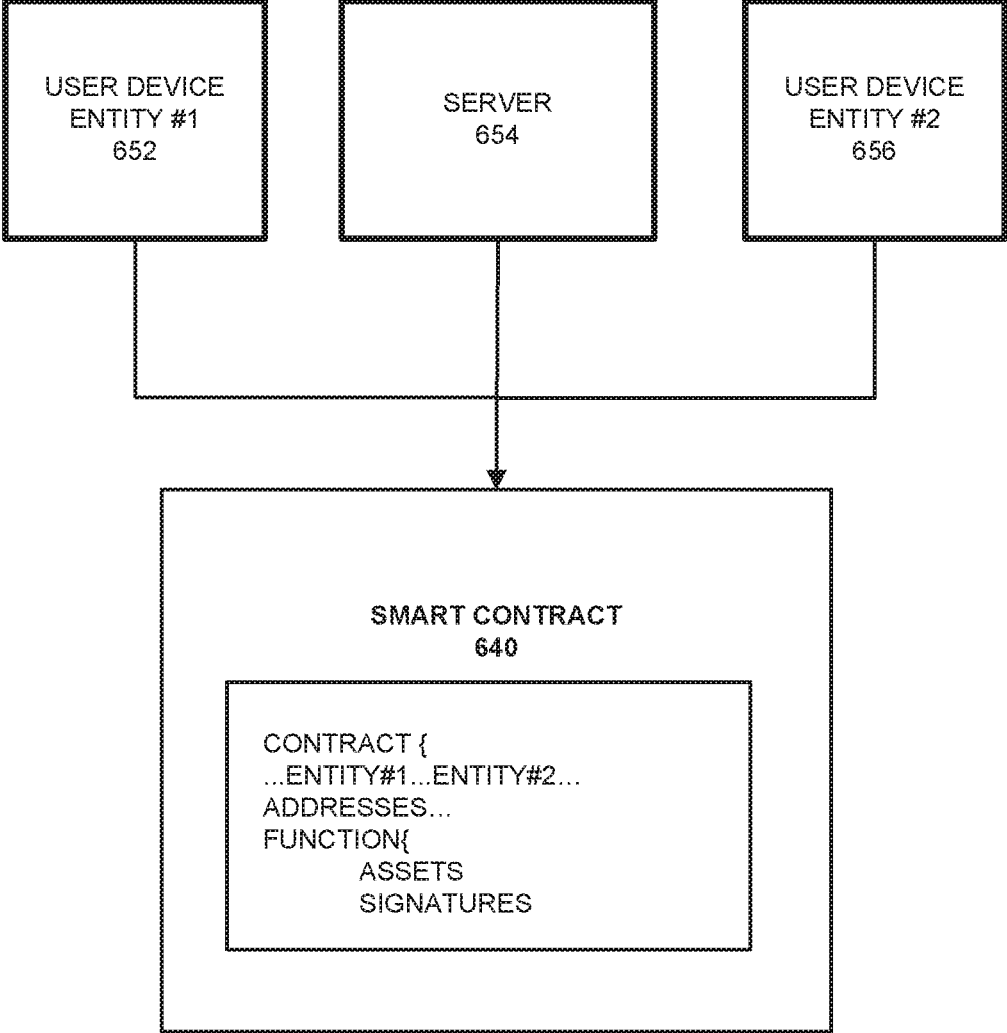 USER DEVICE
ENTITY #1
652
SERVER
654
USER DEVICE
ENTITY #2
656
SMART CONTRACT
640
CONTRACT {
...ENTITY#1...ENTITY#2...
ADDRESSES...
FUNCTION{
ASSETS
SIGNATURES